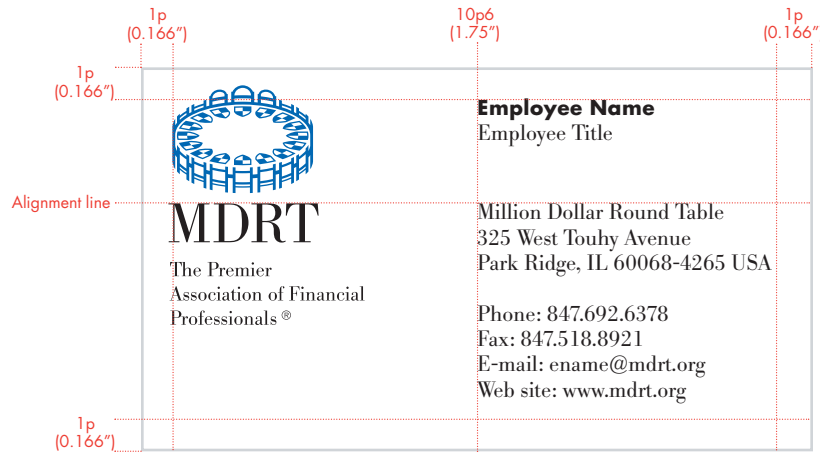 1p
(0.166")
10p6
(1.75")
1p
(0.166"
1p
(0.166")
Employee Name
Employee Title
Alignment line
MDRT
The Premier
Association of Financial
Professionals ®
Million Dollar Round Table
325 West Touhy Avenue
Park Ridge, IL 60068-4265 USA
Phone: 847.692.6378
Fax: 847.518.8921
E-mail: ename@mdrt.org
Web site: www.mdrt.org
1p
(0.166")